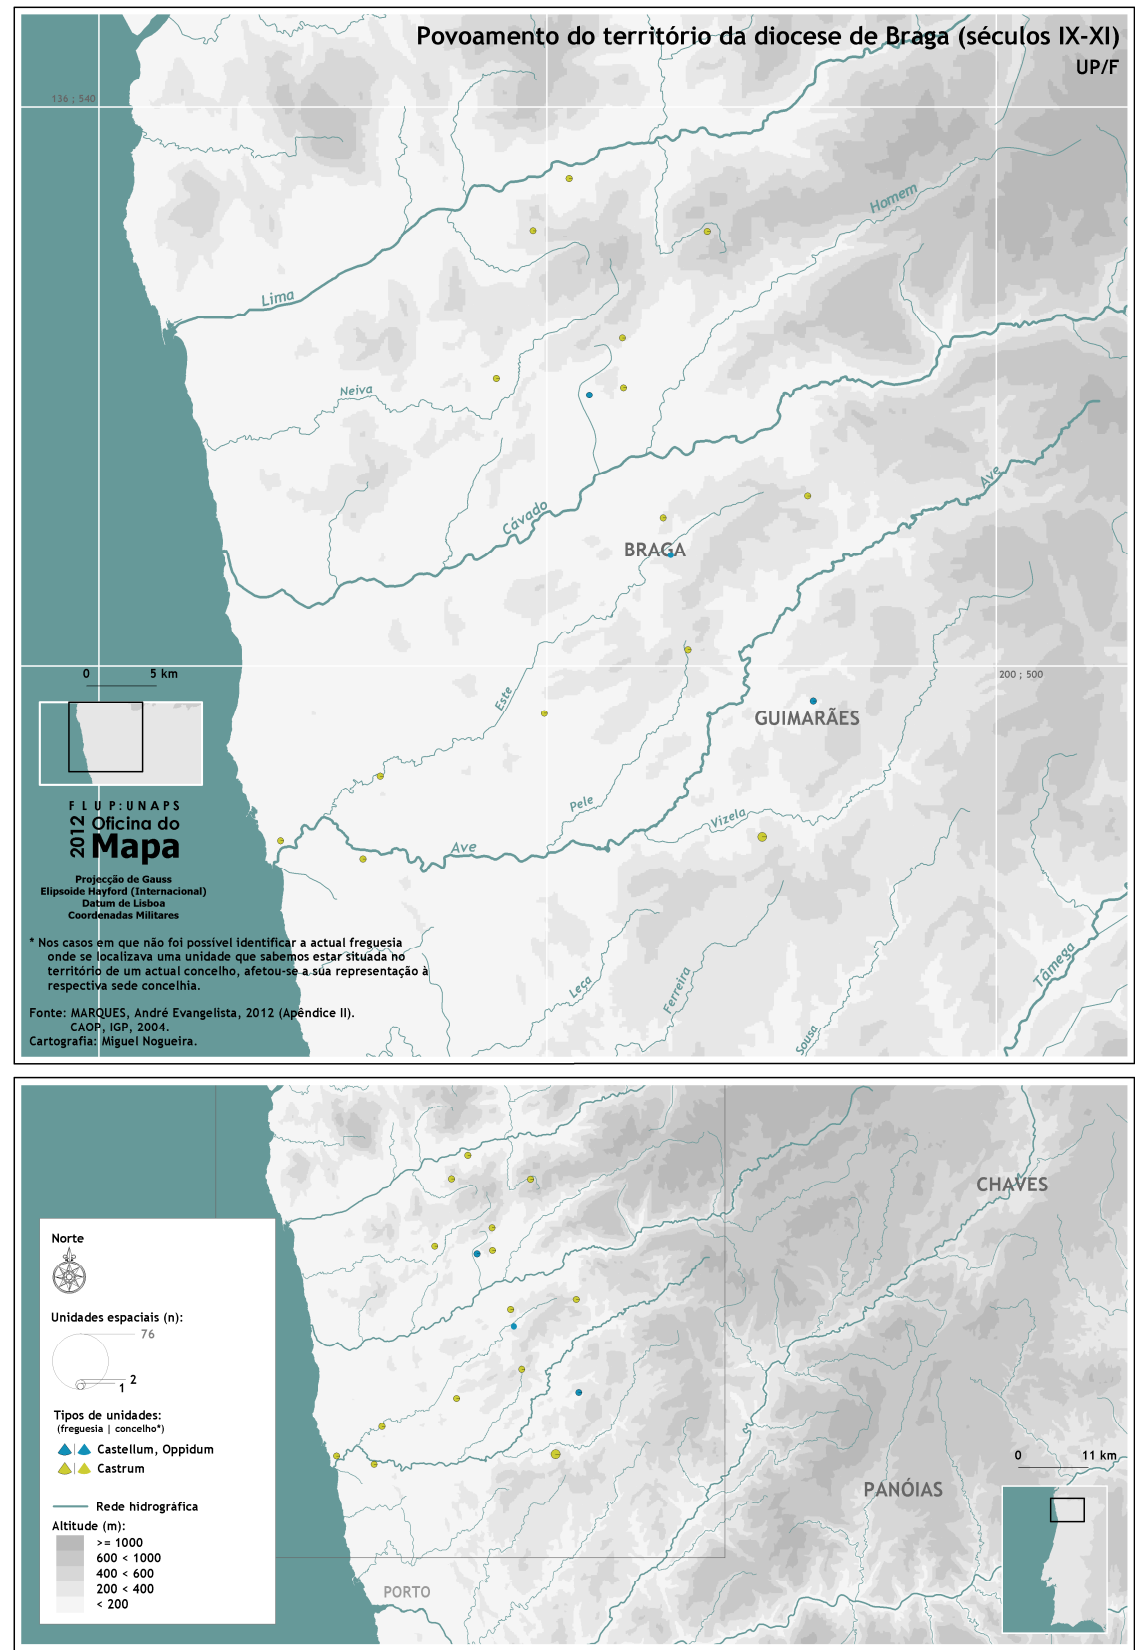 Povoamento do território da diocese de Braga (séculos IX-XI)
UP/F
136 ; 540
Homem
Lima
Neiva
Ave
Cávado
BRAGA
0 5 km
200 ; 500
Este
GUIMARÃES
F L U P : U N A P S
2012 Oficina do
Mapa
Pele
Vizela
Ave
Projecção de Gauss
Elipsoide Hayford (Internacional)
Datum de Lisboa
Coordenadas Militares
* Nos casos em que não foi possível identificar a actual freguesia
onde se localizava uma unidade que sabemos estar situada no
território de um actual concelho, afetou-se a sua representação à
respectiva sede concelhia.
Leça
Ferreira
Tâmega
Sousa
Fonte: MARQUES, André Evangelista, 2012 (Apêndice II).
CAOP, IGP, 2004.
Cartografia: Miguel Nogueira.
CHAVES
Norte
Unidades espaciais (n):
76
2
1
Tipos de unidades:
(freguesia | concelho*)
Castellum, Oppidum
Castrum
Rede hidrográfica
Altitude (m):
>= 1000
600 < 1000
400 < 600
200 < 400
< 200
0 11 km
PANÓIAS
PORTO